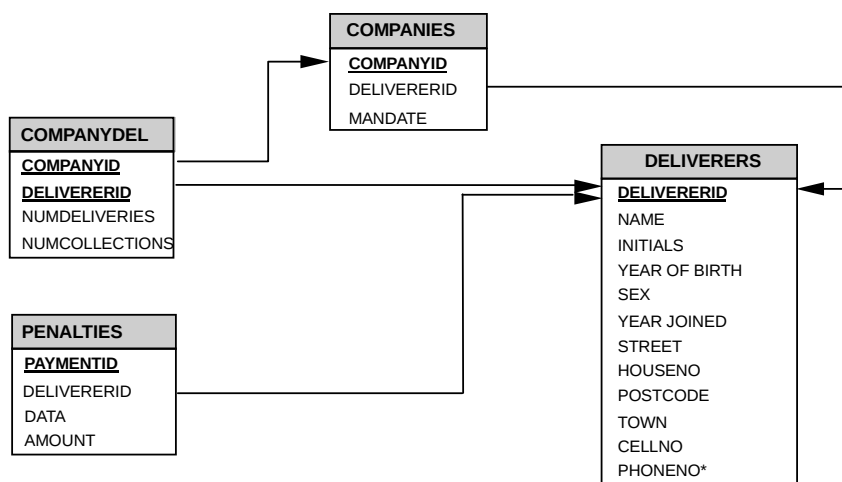 COMPANIES
COMPANYID
DELIVERERID
MANDATE
COMPANYDEL
COMPANYID
DELIVERERID
NUMDELIVERIES
NUMCOLLECTIONS
DELIVERERS
DELIVERERID
NAME
INITIALS
YEAR OF BIRTH
SEX
YEAR JOINED
STREET
HOUSENO
POSTCODE
TOWN
CELLNO
PHONENO*
PENALTIES
PAYMENTID
DELIVERERID
DATA
AMOUNT